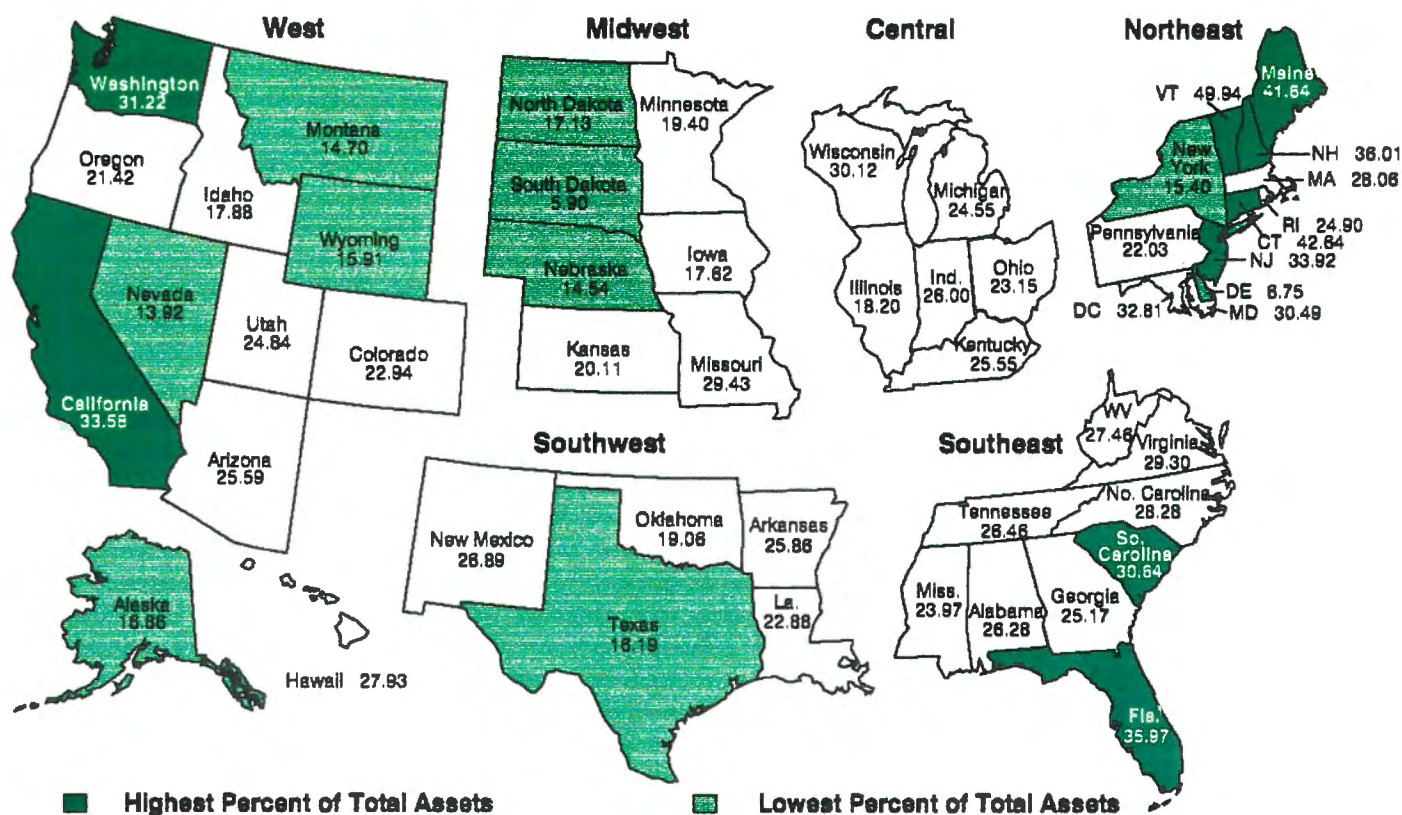 West
Washington
31.22
Oregon
21.42
Montana
14.70
Idaho
17.88
Wyoming
15.91
Nevada
13.92
Utah
24.84
Colorado
22.94
California
33.58
Arizona
25.59
Alaska
16.86
Hawaii 27.93
Midwest
North Dakota
17.13
Minnesota
19.40
South Dakota
5.90
Nebraska
14.54
Iowa
17.62
Kansas
20.11
Missouri
29.43
Central
Wisconsin
30.12
Michigan
24.55
Illinois
18.20
Ind.
26.00
Ohio
23.15
Kentucky
25.55
Northeast
Maine
41.64
VT 49.94
New
York
15.40
NH 36.01
MA 28.06
RI 24.90
CT 42.64
NJ 33.92
Pennsylvania
22.03
DE 6.75
DC 32.81
MD 30.49
Southwest
New Mexico
26.89
Oklahoma
19.06
Arkansas
25.86
Texas
16.19
La.
22.88
Southeast
WV
27.46
Virginia
29.30
No. Carolina
28.28
Tennessee
26.46
So.
Carolina
30.64
Miss.
23.97
Alabama
26.28
Georgia
25.17
Fla.
35.97
Highest Percent of Total Assets
Lowest Percent of Total Assets